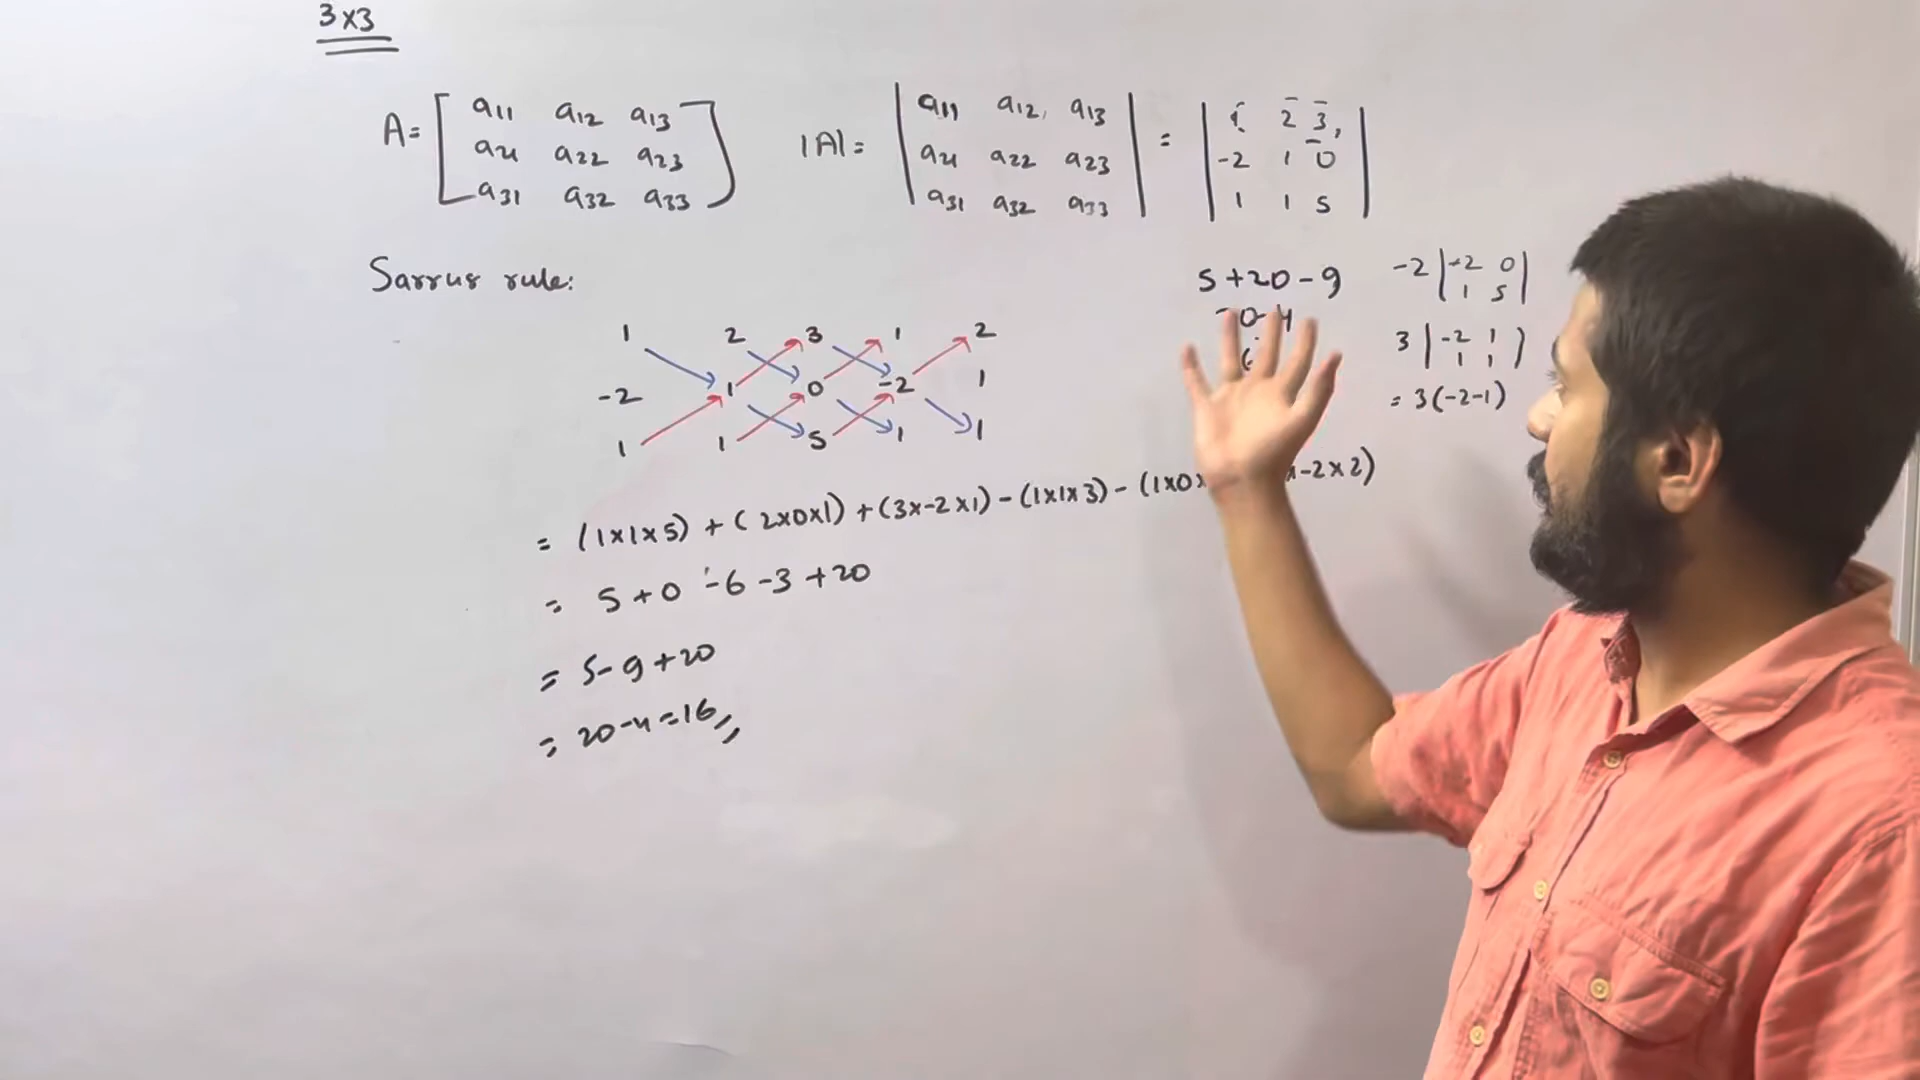 3x3
A= [ a11 a12 a13
a21 a22 a23
a31 a32 a33 ]
|A| = | a11 a12, a13
a21 a22 a23
a31 a32 a33 |
= | 1 2 3,
-2 1 0
1 1 5 |
Sarrus rule:
1 2 3 1 2
-2 1 0 -2 1
1 1 5 1 1
5+20-9
-2 | -2 0
1 5 |
3 | -2 1
1 1 |
= 3(-2-1)
= (1x1x5) + (2x0x1) + (3x-2x1) - (1x1x3) - (1x0x -2x2)
= 5+0-6-3+20
= 5-9+20
= 20-4=16,,